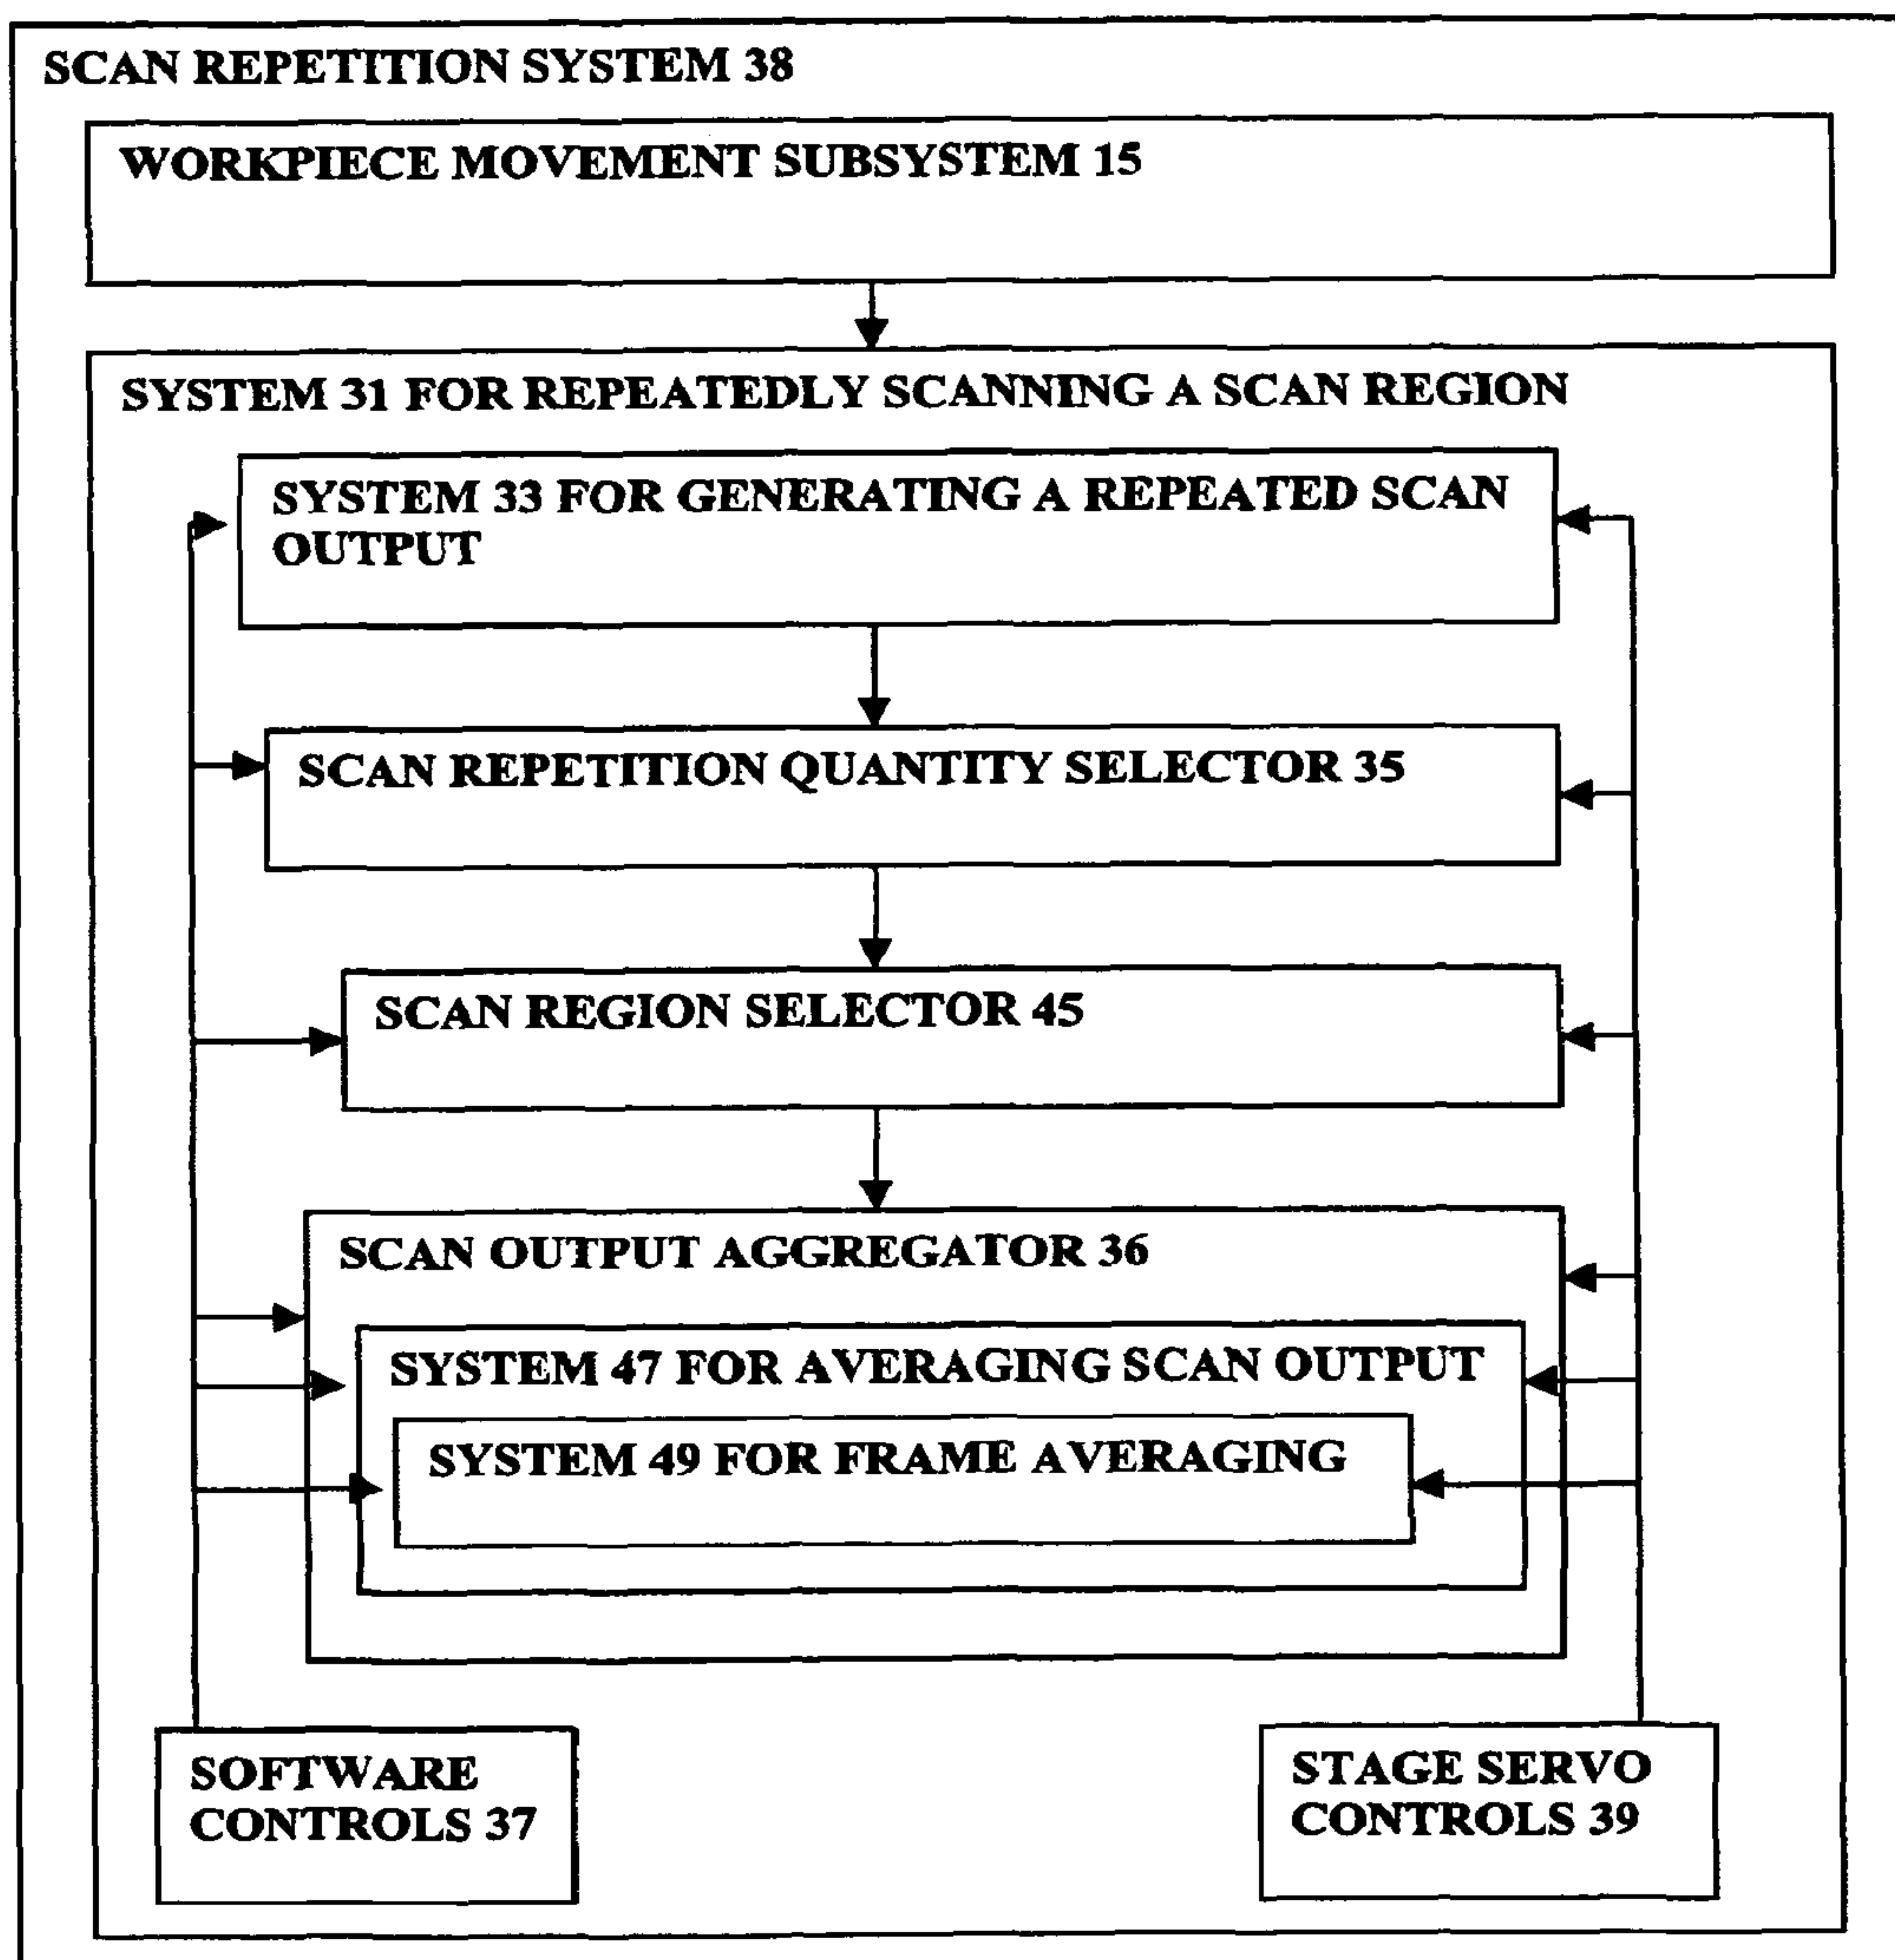 SCAN REPETITION SYSTEM 38
WORKPIECE MOVEMENT SUBSYSTEM 15
SYSTEM 31 FOR REPEATEDLY SCANNING A SCAN REGION
SYSTEM 33 FOR GENERATING A REPEATED SCAN
OUTPUT
SCAN REPETITION QUANTITY SELECTOR 35
SCAN REGION SELECTOR 45
SCAN OUTPUT AGGREGATOR 36
SYSTEM 47 FOR AVERAGING SCAN OUTPUT
SYSTEM 49 FOR FRAME AVERAGING
SOFTWARE
CONTROLS 37
STAGE SERVO
CONTROLS 39